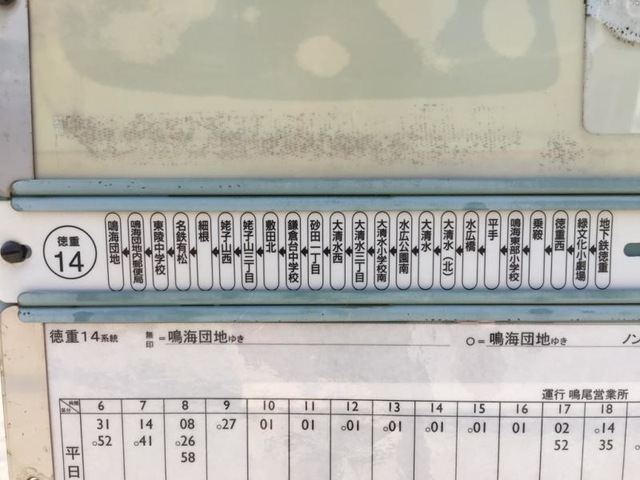 徳重
14
鳴海団地
鳴海団地内郵便局
東陵中学校
名鉄有松
細根
姥子山西
姥子山三丁目
敷田北
鎌倉台中学校
砂田一丁目
大清水西
大清水三丁目
大清水小学校南
水広公園南
大清水
大清水(北)
水広橋
平手
鳴海東部小学校
乗鞍
徳重西
緑文化小劇場
地下鉄徳重
徳重14系統 無印=鳴海団地ゆき ○=鳴海団地ゆき ノン
運行 鳴尾営業所
時間 区分 6 7 8 9 10 11 12 13 14 15 16 17 18
平日 31 14 08 ○27 01 01 ○01 ○01 ○01 ○01 01 02 ○14
○52 ○41 ○26 52 35
58